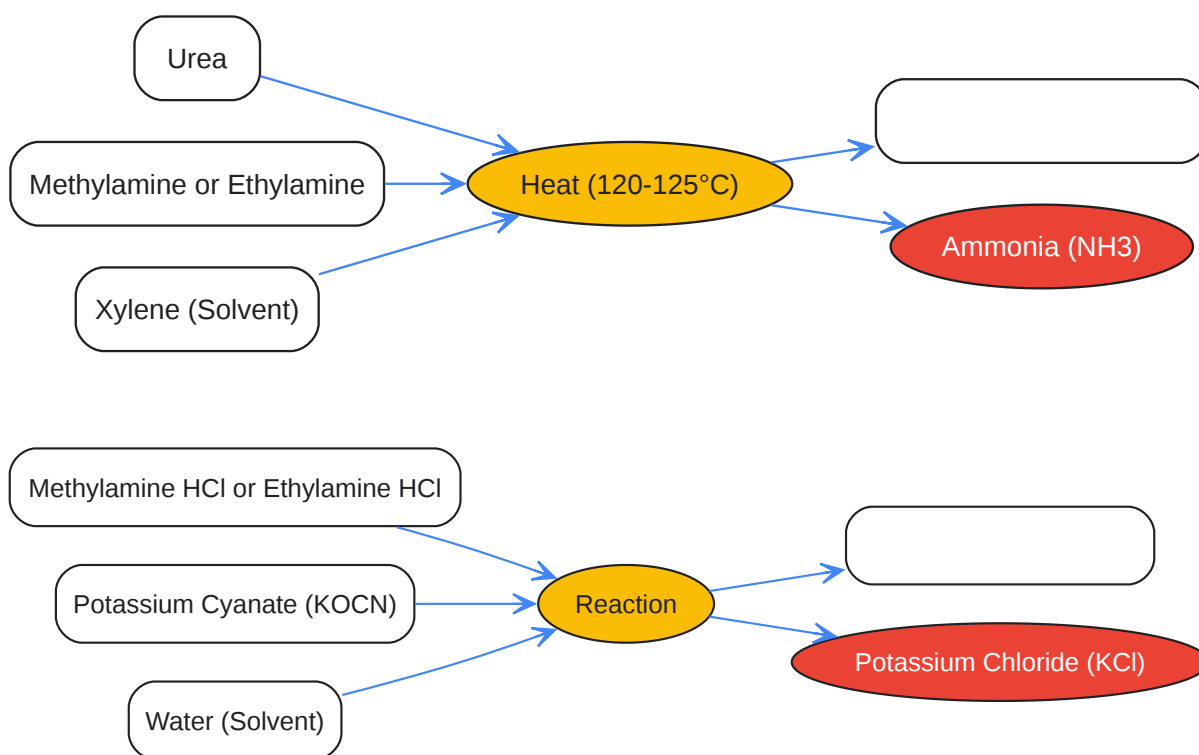 Urea
Methylamine or Ethylamine
Heat (120-125°C)
Ammonia (NH3)
Xylene (Solvent)
Methylamine HCl or Ethylamine HCl
Potassium Cyanate (KOCN)
Reaction
Potassium Chloride (KCl)
Water (Solvent)